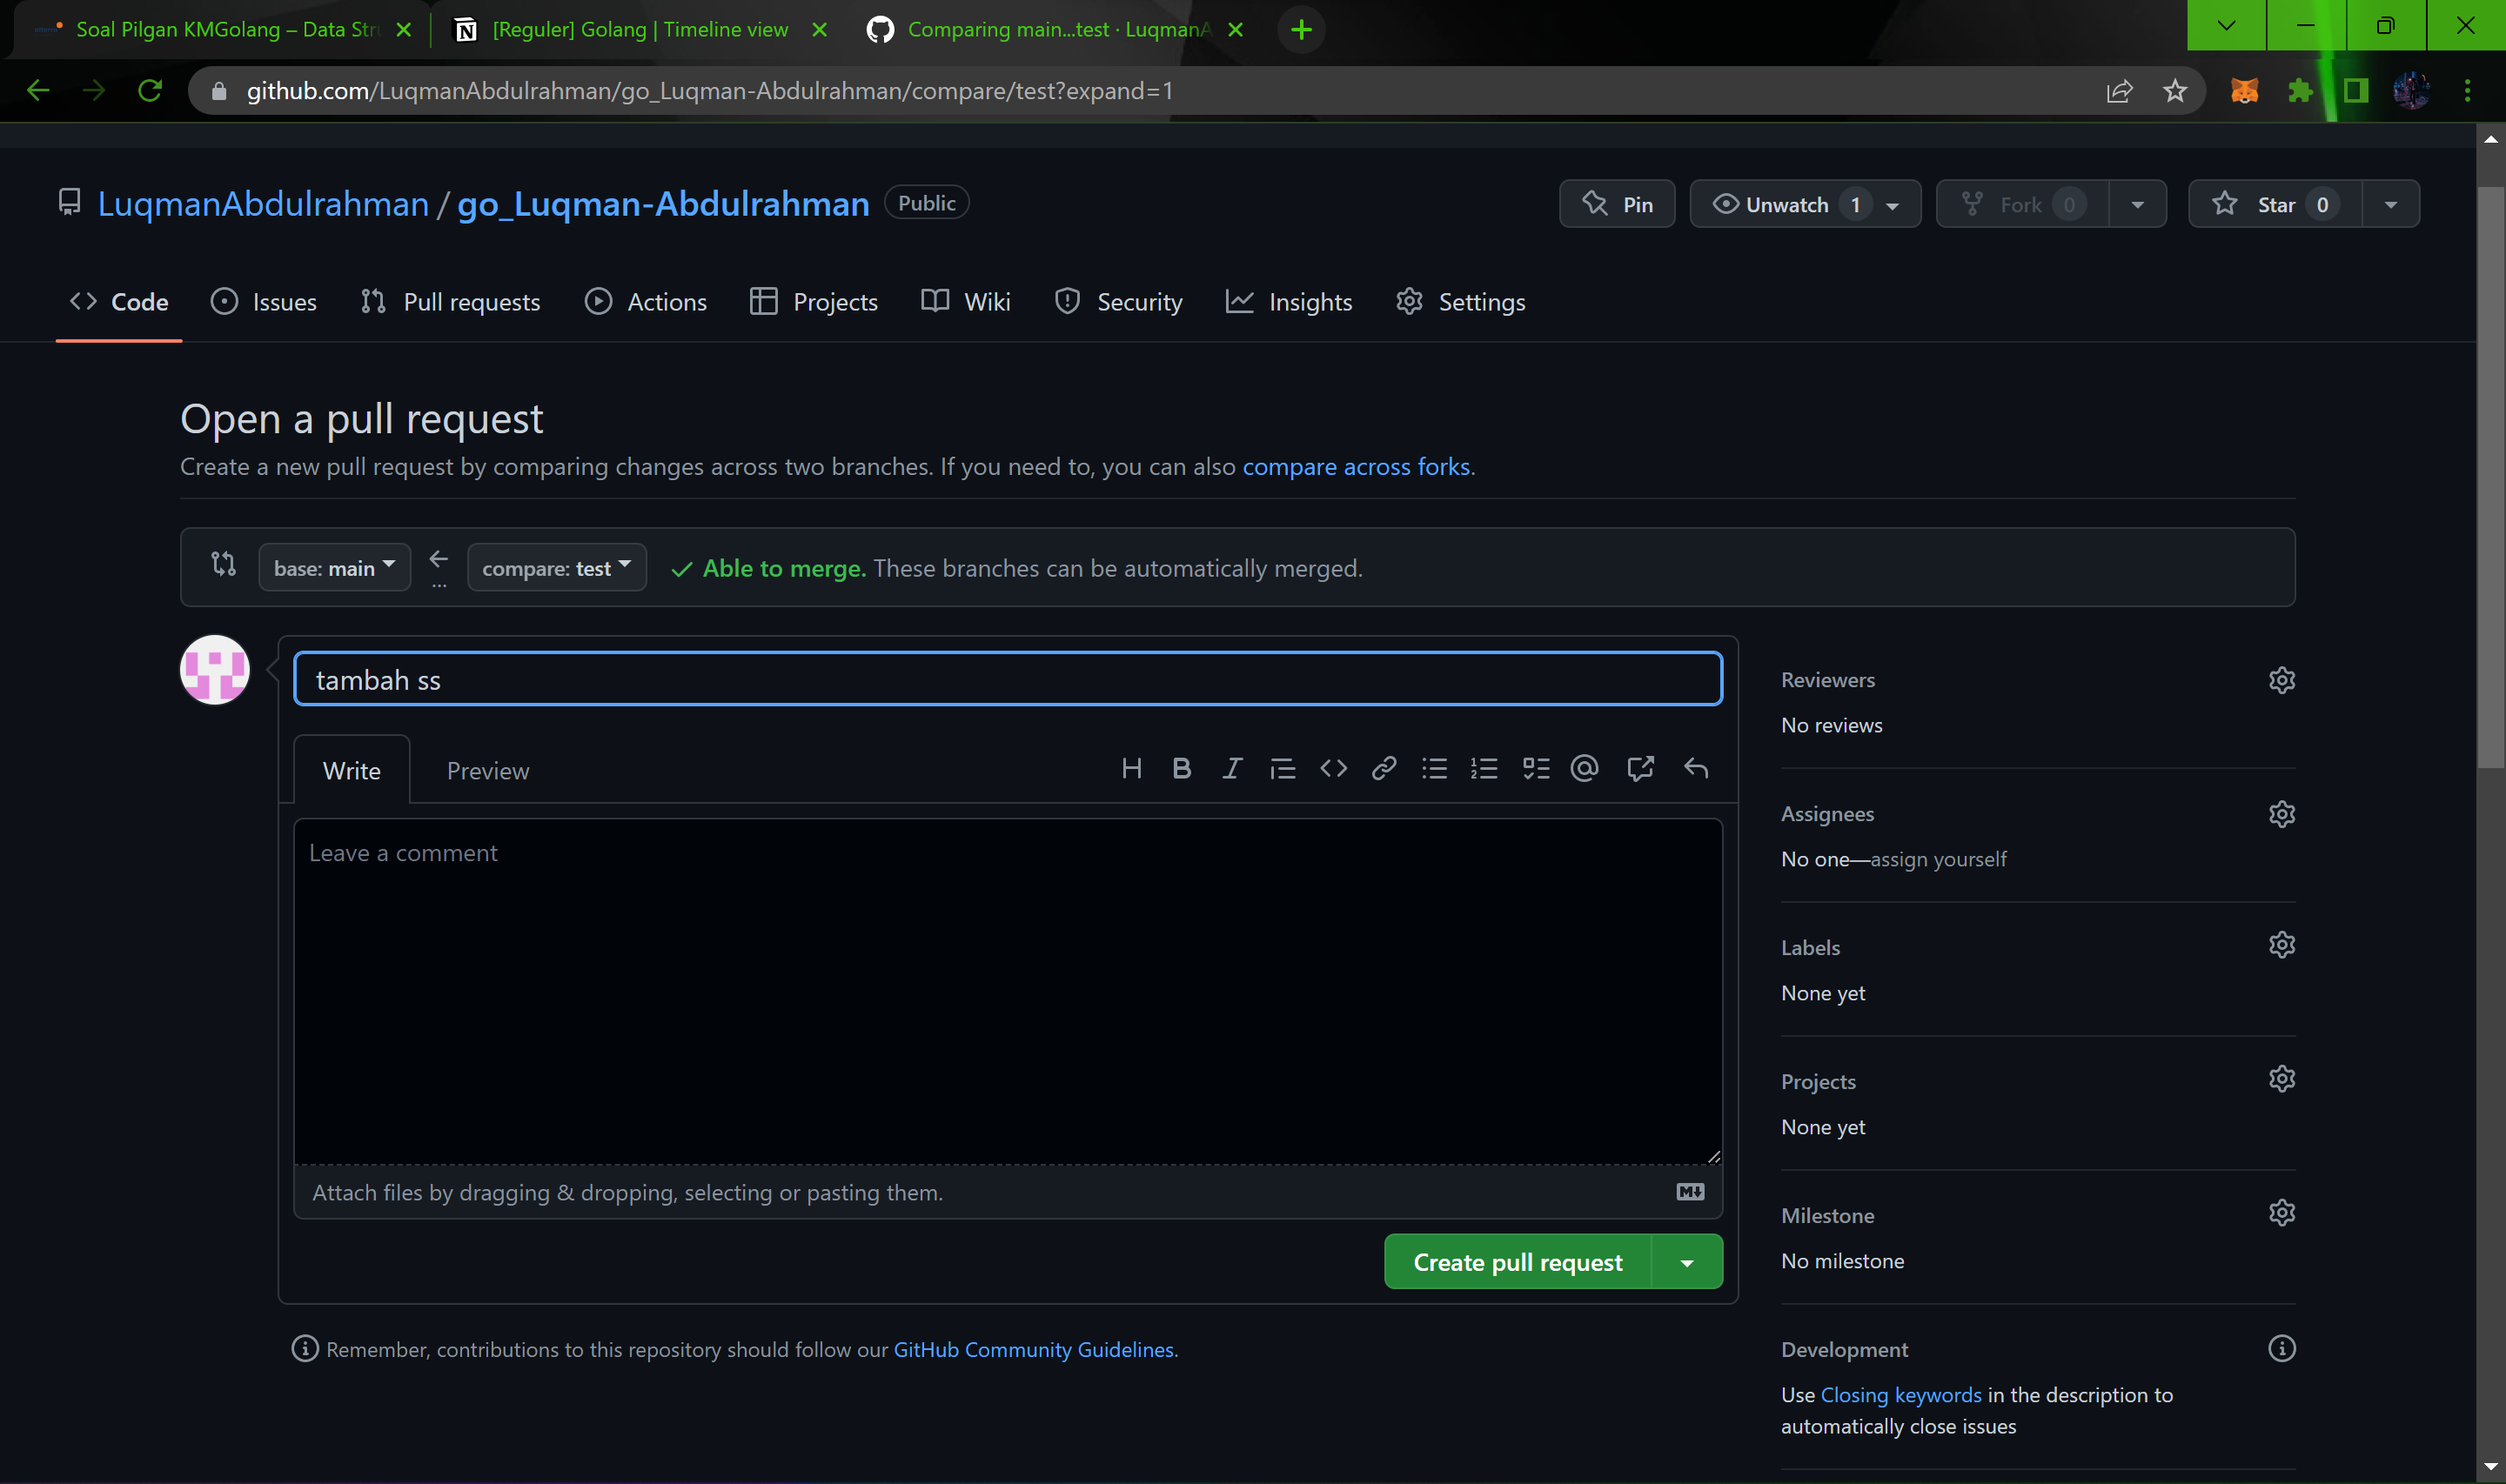 Soal Pilgan KMGolang – Data Str
[Reguler] Golang | Timeline view
Comparing main...test · LuqmanA
github.com/LuqmanAbdulrahman/go_Luqman-Abdulrahman/compare/test?expand=1
LuqmanAbdulrahman / go_Luqman-Abdulrahman Public
Pin
Unwatch 1
Fork 0
Star 0
Code
Issues
Pull requests
Actions
Projects
Wiki
Security
Insights
Settings
Open a pull request
Create a new pull request by comparing changes across two branches. If you need to, you can also compare across forks.
base: main
...
compare: test
Able to merge. These branches can be automatically merged.
tambah ss
Write
Preview
Leave a comment
Attach files by dragging & dropping, selecting or pasting them.
Create pull request
Remember, contributions to this repository should follow our GitHub Community Guidelines.
Reviewers
No reviews
Assignees
No one—assign yourself
Labels
None yet
Projects
None yet
Milestone
No milestone
Development
Use Closing keywords in the description to
automatically close issues